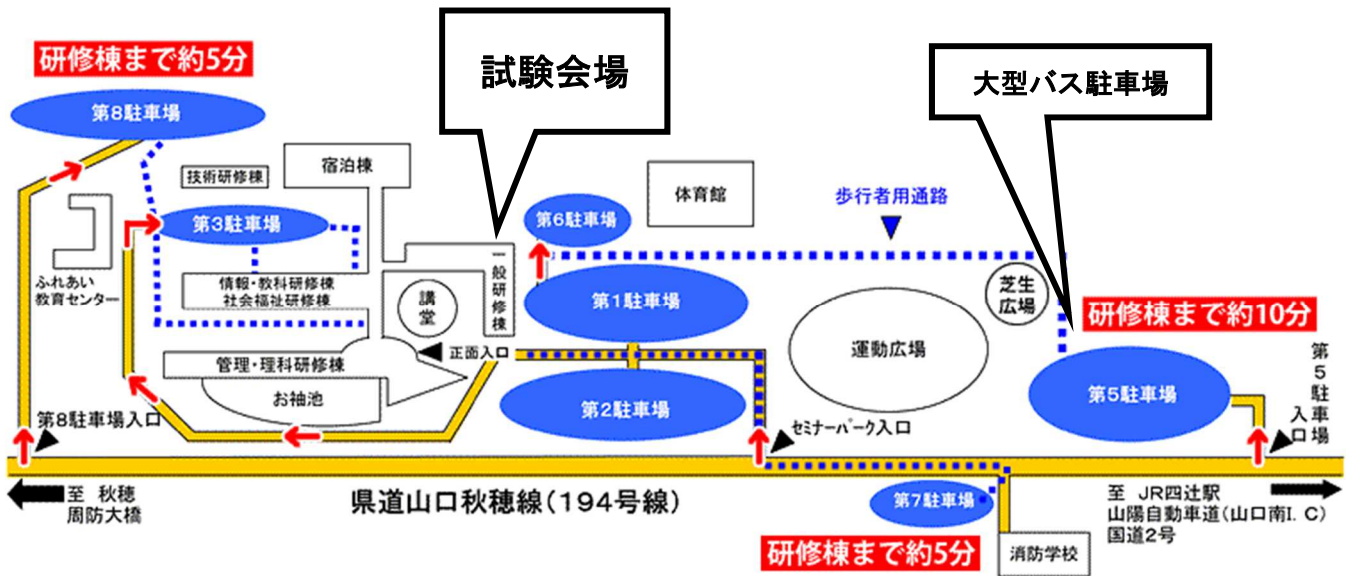 研修棟まで約5分
試験会場
大型バス駐車場
第8駐車場
宿泊棟
技術研修棟
体育館
歩行者用通路
第3駐車場
第6駐車場
一般研修棟
ふれあい
教育センター
情報・教科研修棟
社会福祉研修棟
講堂
第1駐車場
芝生
広場
研修棟まで約10分
正面入口
管理・理科研修棟
運動広場
第5駐車場
入口
お袖池
第2駐車場
第5駐車場
第8駐車場入口
セミナーパーク入口
至 秋穂
周防大橋
県道山口秋穂線(194号線)
第7駐車場
至 JR四辻駅
山陽自動車道(山口南I. C)
国道2号
研修棟まで約5分
消防学校